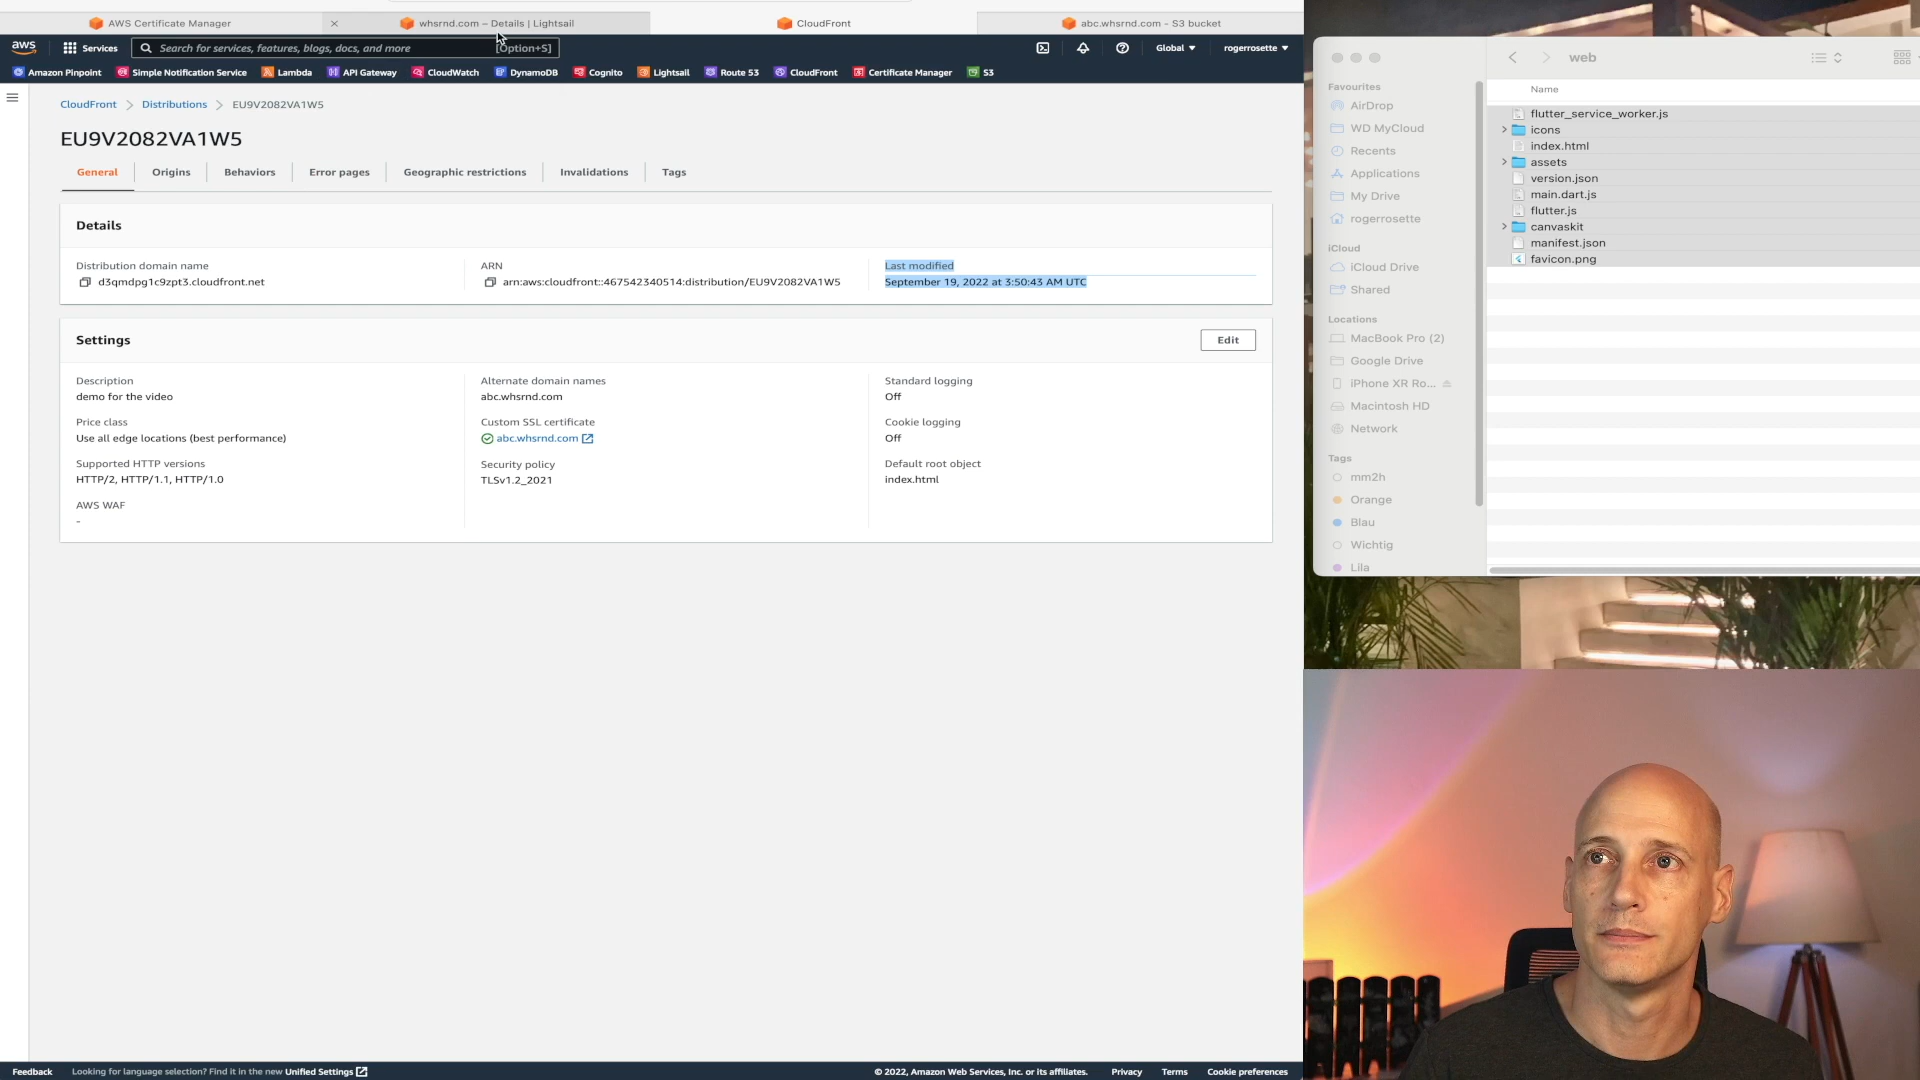 AWS Certificate Manager
whsrnd.com – Details | Lightsail
CloudFront
abc.whsrnd.com - S3 bucket
aws
Services
Search for services, features, blogs, docs, and more
[Option+S]
Global
rogerrosette
Amazon Pinpoint
Simple Notification Service
Lambda
API Gateway
CloudWatch
DynamoDB
Cognito
Lightsail
Route 53
CloudFront
Certificate Manager
S3
CloudFront
Distributions
EU9V2082VA1W5
EU9V2082VA1W5
General
Origins
Behaviors
Error pages
Geographic restrictions
Invalidations
Tags
Details
Distribution domain name
d3qmdpg1c9zpt3.cloudfront.net
ARN
arn:aws:cloudfront::467542340514:distribution/EU9V2082VA1W5
Last modified
September 19, 2022 at 3:50:43 AM UTC
Settings
Edit
Description
demo for the video
Price class
Use all edge locations (best performance)
Supported HTTP versions
HTTP/2, HTTP/1.1, HTTP/1.0
AWS WAF
-
Alternate domain names
abc.whsrnd.com
Custom SSL certificate
abc.whsrnd.com
Security policy
TLSv1.2_2021
Standard logging
Off
Cookie logging
Off
Default root object
index.html
Feedback
Looking for language selection? Find it in the new Unified Settings
© 2022, Amazon Web Services, Inc. or its affiliates.
Privacy
Terms
Cookie preferences
web
Favourites
AirDrop
WD MyCloud
Recents
Applications
My Drive
rogerrosette
iCloud
iCloud Drive
Shared
Locations
MacBook Pro (2)
Google Drive
iPhone XR Ro...
Macintosh HD
Network
Tags
mm2h
Orange
Blau
Wichtig
Lila
Name
flutter_service_worker.js
icons
index.html
assets
version.json
main.dart.js
flutter.js
canvaskit
manifest.json
favicon.png